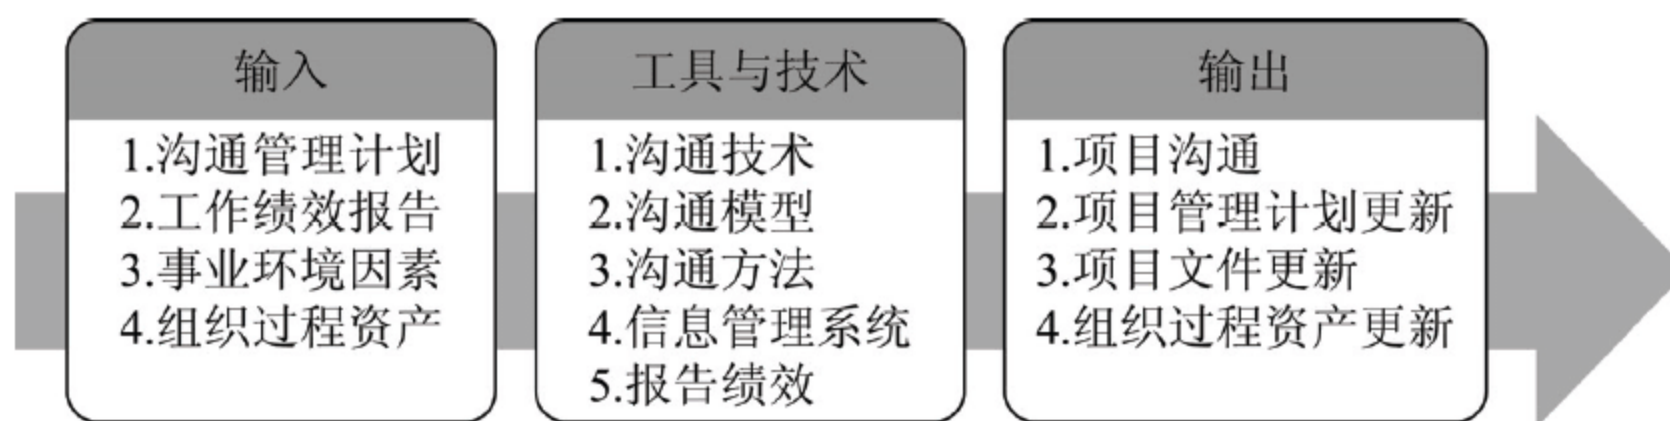 输入
1.沟通管理计划
2.工作绩效报告
3.事业环境因素
4.组织过程资产
工具与技术
1.沟通技术
2.沟通模型
3.沟通方法
4.信息管理系统
5.报告绩效
输出
1.项目沟通
2.项目管理计划更新
3.项目文件更新
4.组织过程资产更新